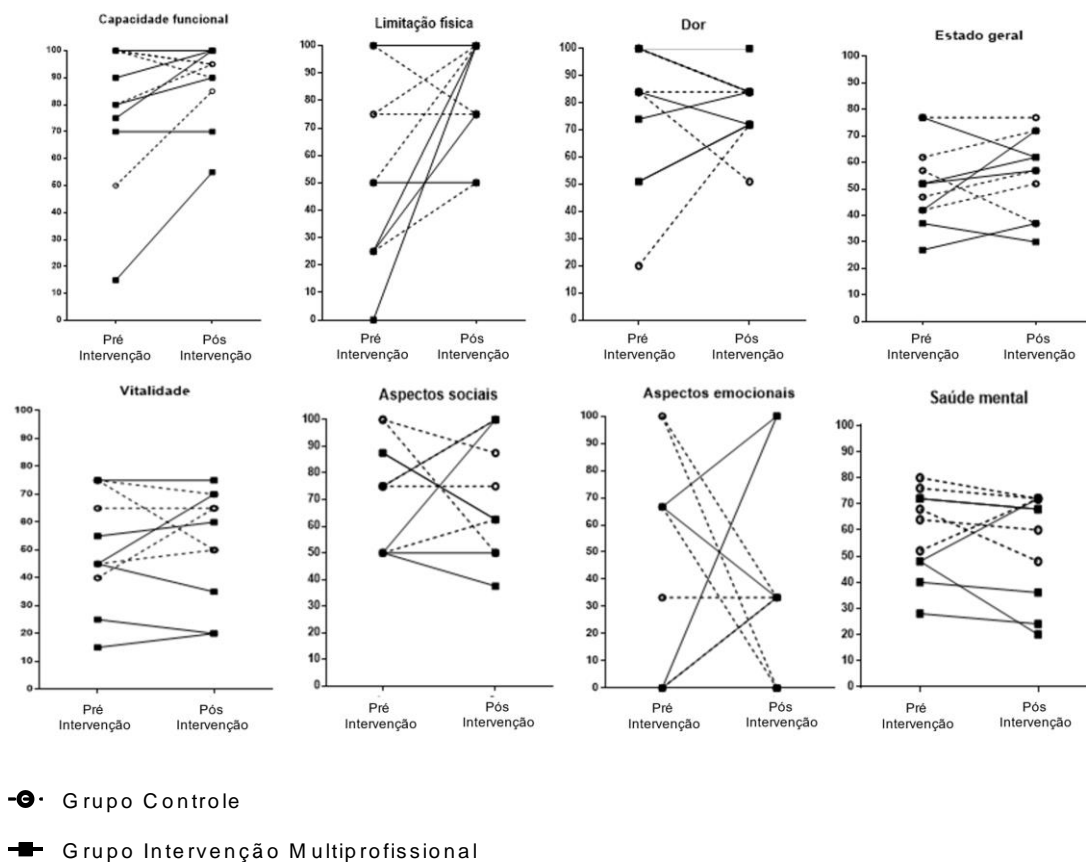 Capacidade funcional
100
90
80
70
60
50
40
30
20
10
0
Pré
Intervenção
Pós
Intervenção
Limitação física
100
90
80
70
60
50
40
30
20
10
0
Pré
Intervenção
Pós
Intervenção
Dor
100
90
80
70
60
50
40
30
20
10
0
Pré
Intervenção
Pós
Intervenção
Estado geral
100
90
80
70
60
50
40
30
20
10
0
Pré
Intervenção
Pós
Intervenção
Vitalidade
100
90
80
70
60
50
40
30
20
10
0
Pré
Intervenção
Pós
Intervenção
Aspectos sociais
100
90
80
70
60
50
40
30
20
10
0
Pré
Intervenção
Pós
Intervenção
Aspectos emocionais
100
90
80
70
60
50
40
30
20
10
0
Pré
Intervenção
Pós
Intervenção
Saúde mental
100
90
80
70
60
50
40
30
20
10
0
Pré
Intervenção
Pós
Intervenção
Grupo Controle
Grupo Intervenção Multiprofissional